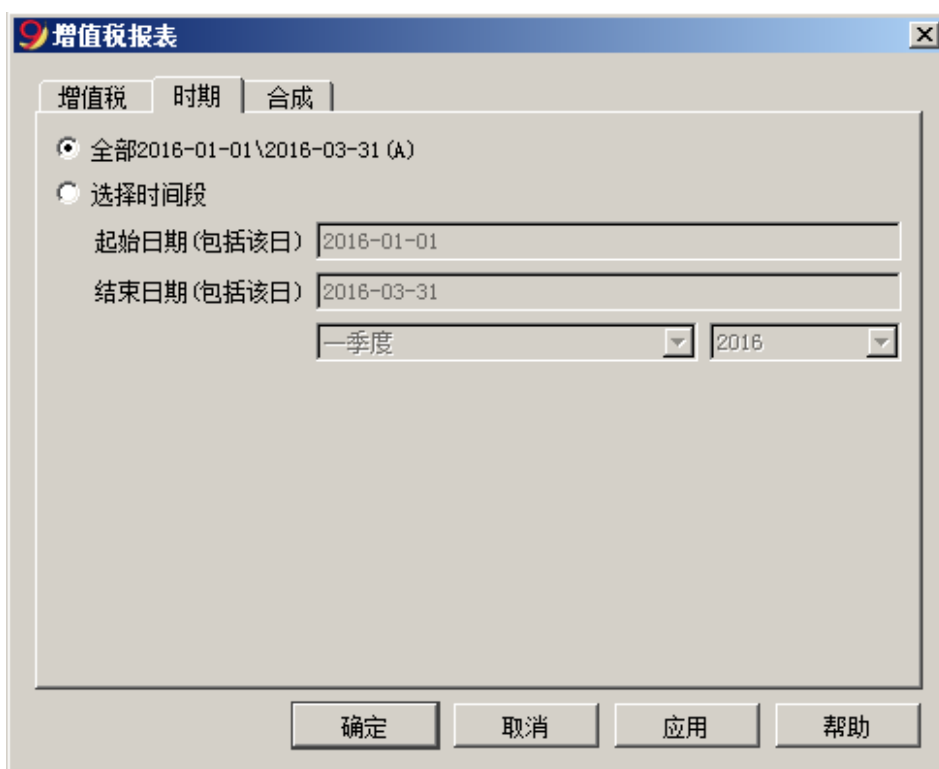 增值税报表
增值税 时期 合成
全部2016-01-01\2016-03-31(A)
选择时间段
起始日期(包括该日) 2016-01-01
结束日期(包括该日) 2016-03-31
一季度 2016
确定 取消 应用 帮助